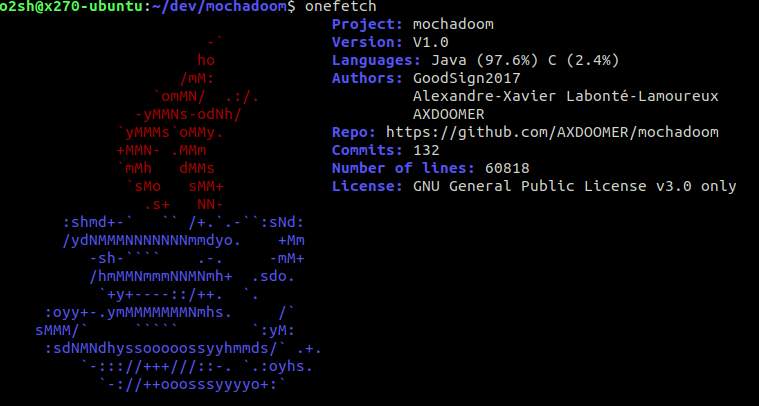 o2sh@x270-ubuntu:~/dev/mochadoom$ onefetch
Project: mochadoom
Version: V1.0
Languages: Java (97.6%) C (2.4%)
Authors: GoodSign2017
Alexandre-Xavier Labonté-Lamoureux
AXDOOMER
Repo: https://github.com/AXDOOMER/mochadoom
Commits: 132
Number of lines: 60818
License: GNU General Public License v3.0 only
-`
ho
/mM:
`omMN/  .:/.
-yMMNs-odNh/
`yMMMs`oMMy.
+MMN- .MMm
`mMh   dMMs
`sMo   sMM+
.s+   NN-
:shmd+-`   `` /+.`.-``:sNd:
/ydNMMMNNNNNNNmmdyo.    +Mm
-sh-````    .-.     -mM+
/hmMMNmmmNNMNmh+  .sdo.
`+y+----::/++.  `.
:oyy+-.ymMMMMMMMNmhs.     /`
sMMM/`     `````        `:yM:
:sdNMNdhyssooooossyyhmmds/` .+.
`-::://+++///::-. `.:oyhs.
`-://++ooosssyyyyo+:`